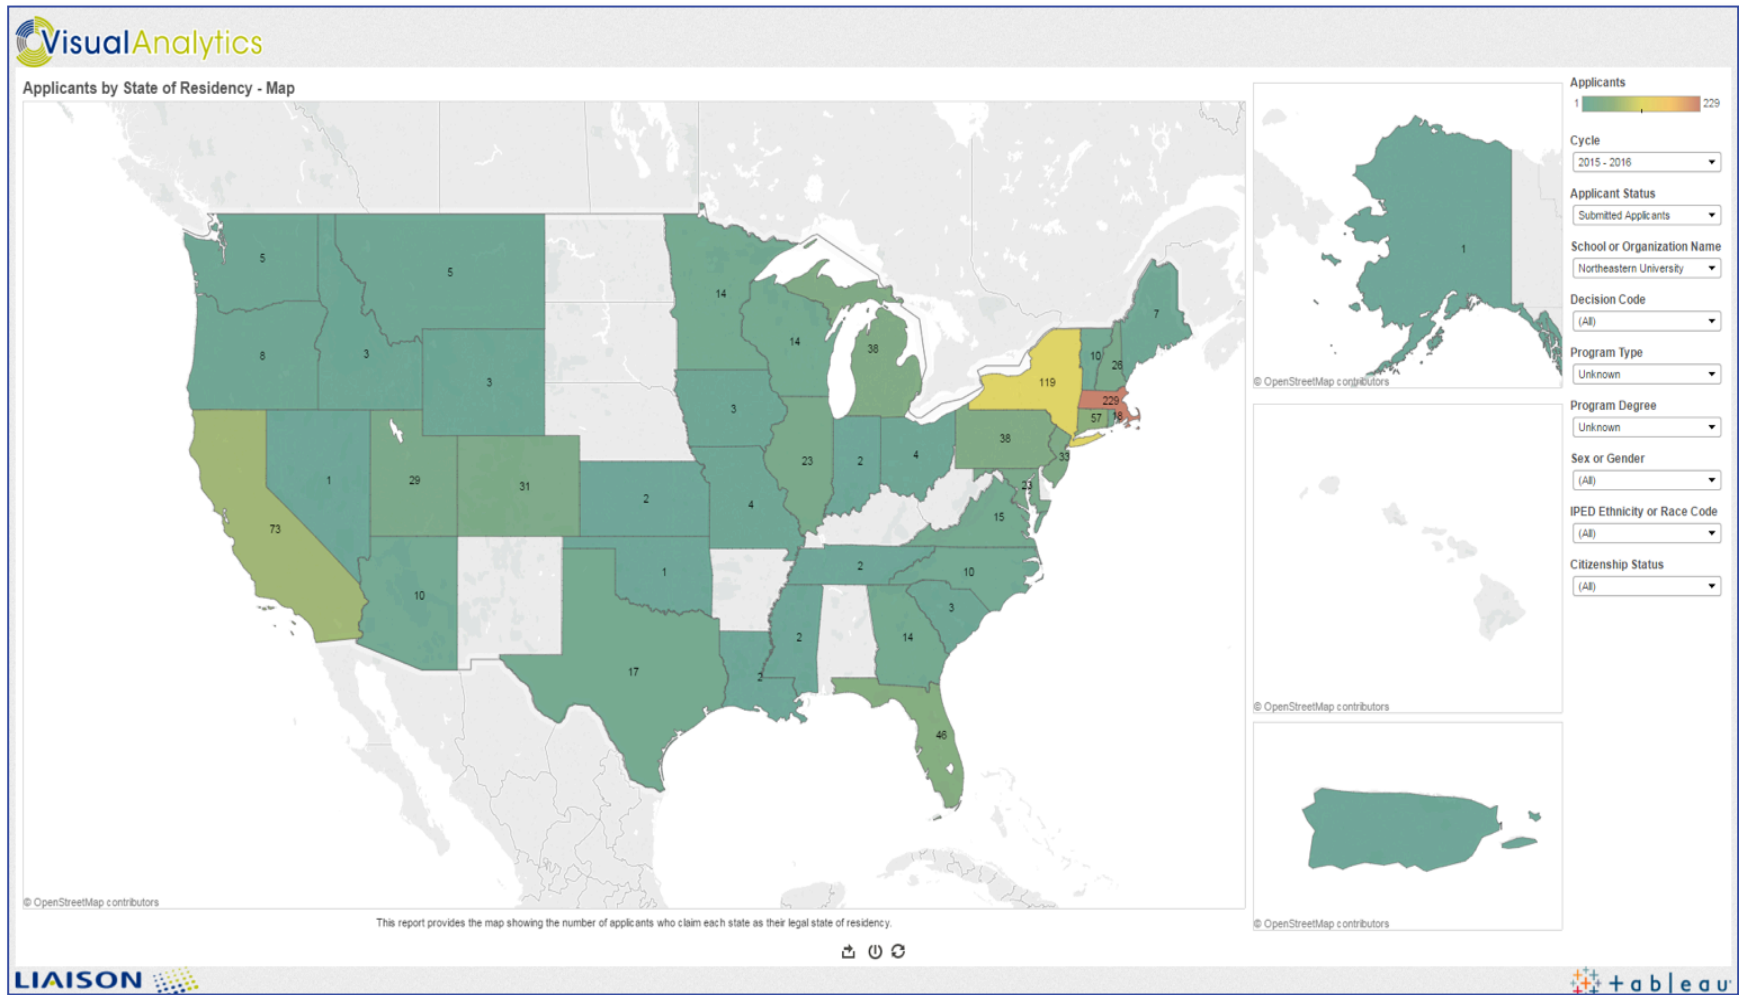 VisualAnalytics
Applicants by State of Residency - Map
5
5
14
7
8
3
14
38
10
26
3
119
229
3
57
18
73
1
29
31
2
4
23
2
4
38
33
23
15
10
1
2
10
3
17
2
2
14
46
© OpenStreetMap contributors
1
© OpenStreetMap contributors
© OpenStreetMap contributors
© OpenStreetMap contributors
Applicants
1 229
Cycle
2015 - 2016
Applicant Status
Submitted Applicants
School or Organization Name
Northeastern University
Decision Code
(All)
Program Type
Unknown
Program Degree
Unknown
Sex or Gender
(All)
IPED Ethnicity or Race Code
(All)
Citizenship Status
(All)
This report provides the map showing the number of applicants who claim each state as their legal state of residency.
LIAISON
+ableau